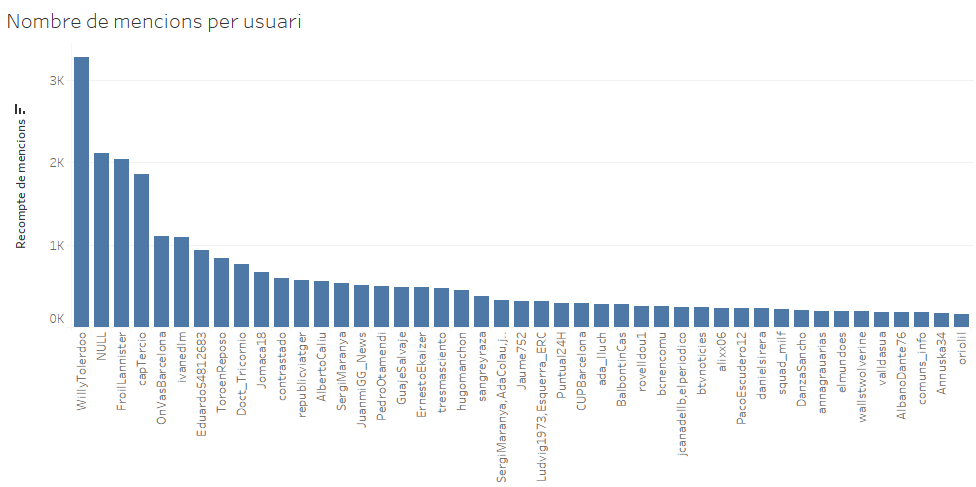 Nombre de mencions per usuari
Recompte de mencions
3K
2K
1K
0K
WillyTolerdoo
NULL
FroilLannister
capTercio
OnVasBarcelona
ivanedlm
Eduardo54812683
ToroenReposo
Doct_Tricornio
Jomaca18
contrastado
republicviatger
AlbertoCaliu
SergiMaranya
JuanmiGG_News
PedroOtamendi
GuajeSalvaje
ErnestoEkaizer
tresmasciento
hugomanchon
sangreyraza
SergiMaranya,AdaColau,j..
Jaume752
Ludvig1973,Esquerra_ERC
Puntual24H
CUPBarcelona
ada_lluch
BalbontinCas
rovelldou1
bcnencomu
jcanadellb,elperiodico
btvnoticies
alixx06
PacoEscudero12
danielsirera
squad_milf
DanzaSancho
annagrauarias
elmundoes
wallstwolverine
valldasua
AlbanoDante76
comuns_info
Annuska34
oriolil